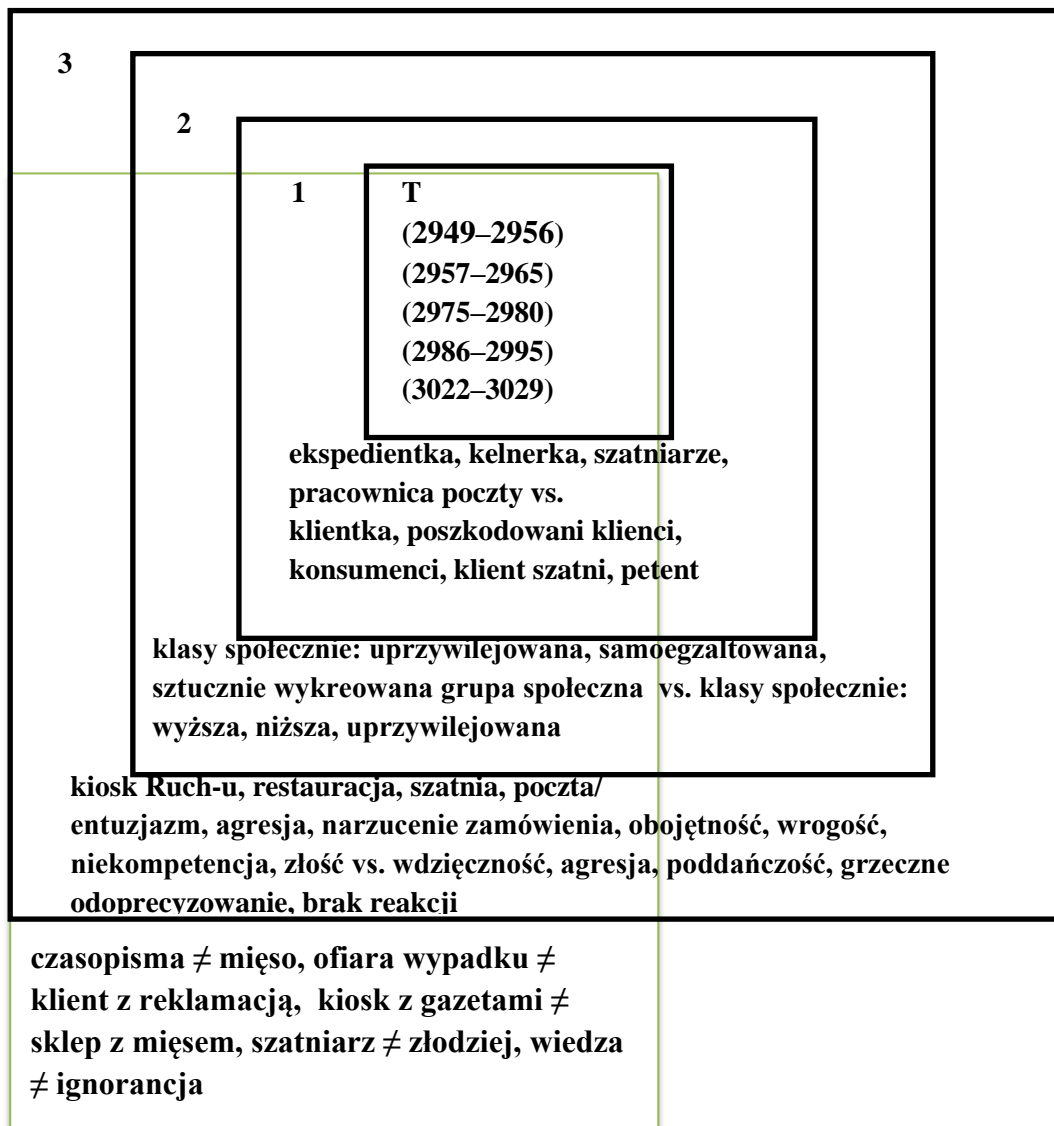 3
2
1
T
(2949–2956)
(2957–2965)
(2975–2980)
(2986–2995)
(3022–3029)
ekspedientka, kelnerka, szatniarze,
pracownica poczty vs.
klientka, poszkodowani klienci,
konsumenci, klient szatni, petent
klasy społecznie: uprzywilejowana, samoegzaltowana,
sztucznie wykreowana grupa społeczna vs. klasy społecznie:
wyższa, niższa, uprzywilejowana
kiosk Ruch-u, restauracja, szatnia, poczta/
entuzjazm, agresja, narzucenie zamówienia, obojętność, wrogość,
niekompetencja, złość vs. wdzięczność, agresja, poddańczość, grzeczne
odoprecyzowanie, brak reakcji
czasopisma ≠ mięso, ofiara wypadku ≠
klient z reklamacją, kiosk z gazetami ≠
sklep z mięsem, szatniarz ≠ złodziej, wiedza
≠ ignorancja